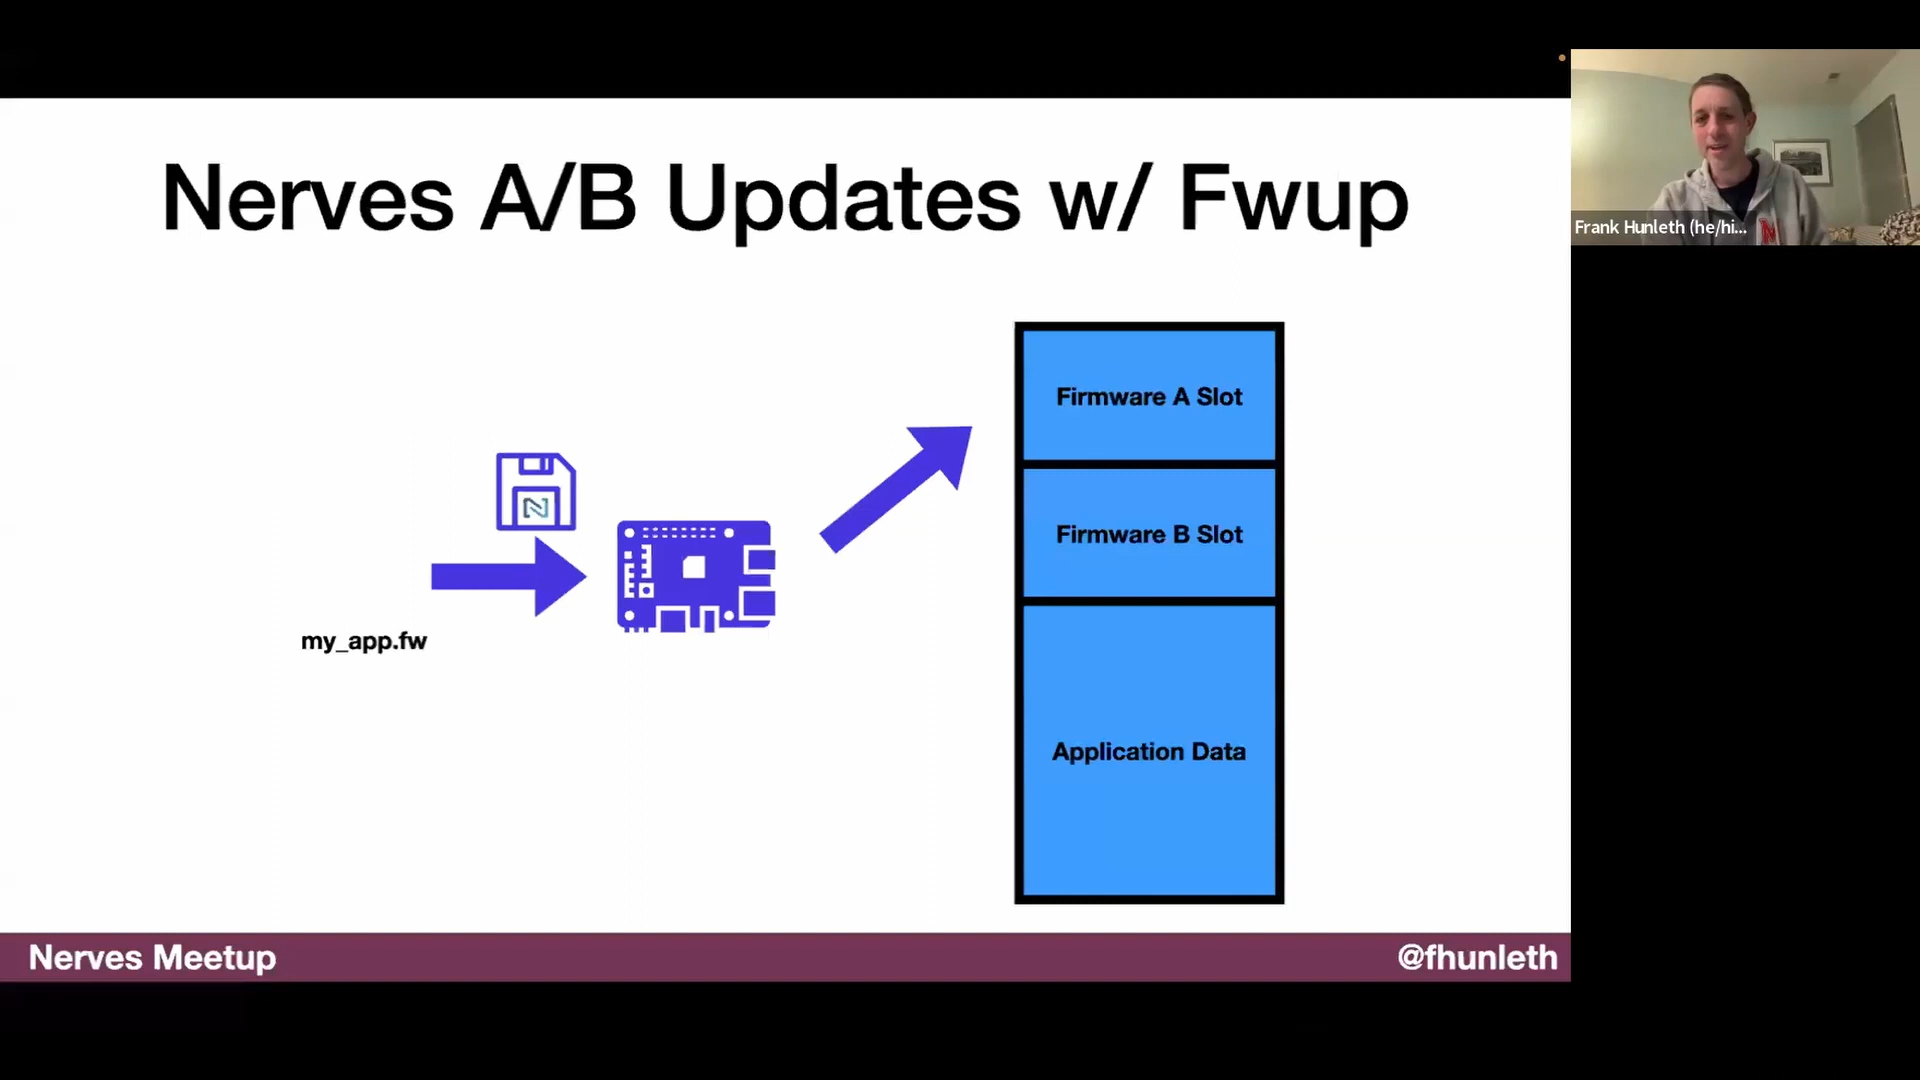 Nerves A/B Updates w/ Fwup
Frank Hunleth (he/hi...
Firmware A Slot
Firmware B Slot
my_app.fw
Application Data
Nerves Meetup
@fhunleth